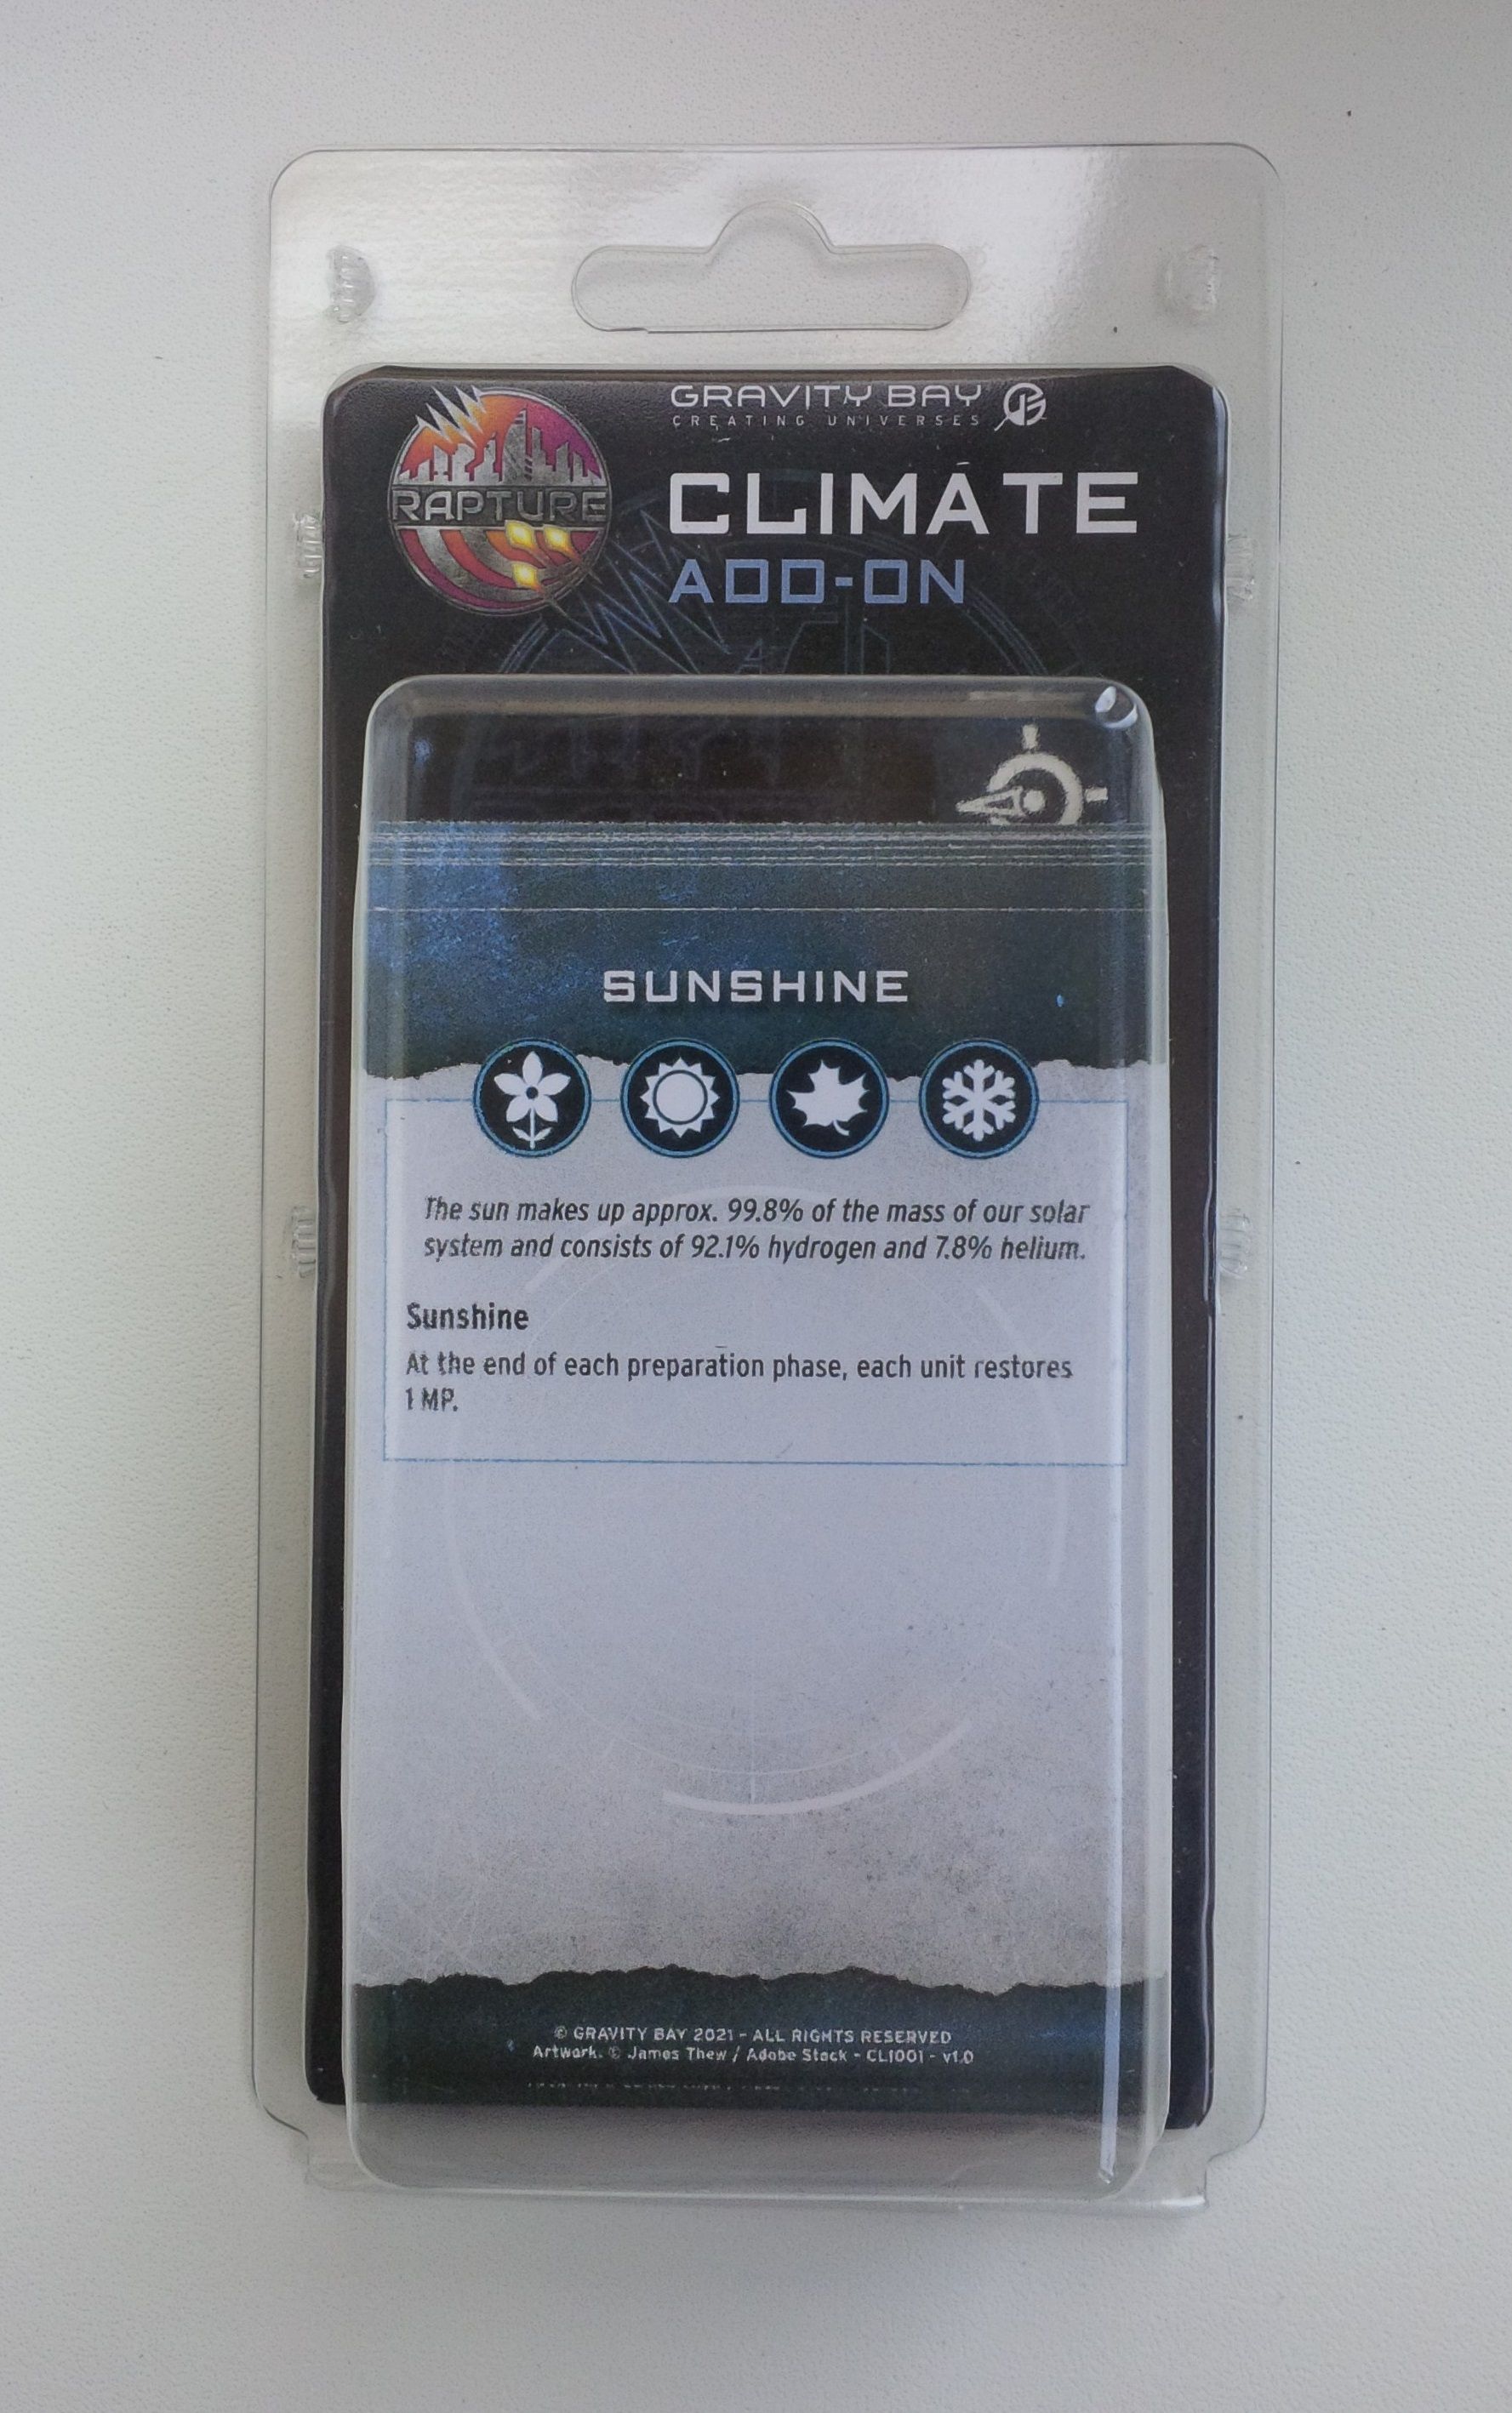 GRAVITY BAY
CREATING UNIVERSES
RAPTURE
CLIMATE
ADD-ON
SUNSHINE
The sun makes up approx. 99.8% of the mass of our solar
system and consists of 92.1% hydrogen and 7.8% helium.
Sunshine
At the end of each preparation phase, each unit restores
1 MP.
© GRAVITY BAY 2021 - ALL RIGHTS RESERVED
Artwork. © James Thew / Adobe Stock - CL1001 - v1.0